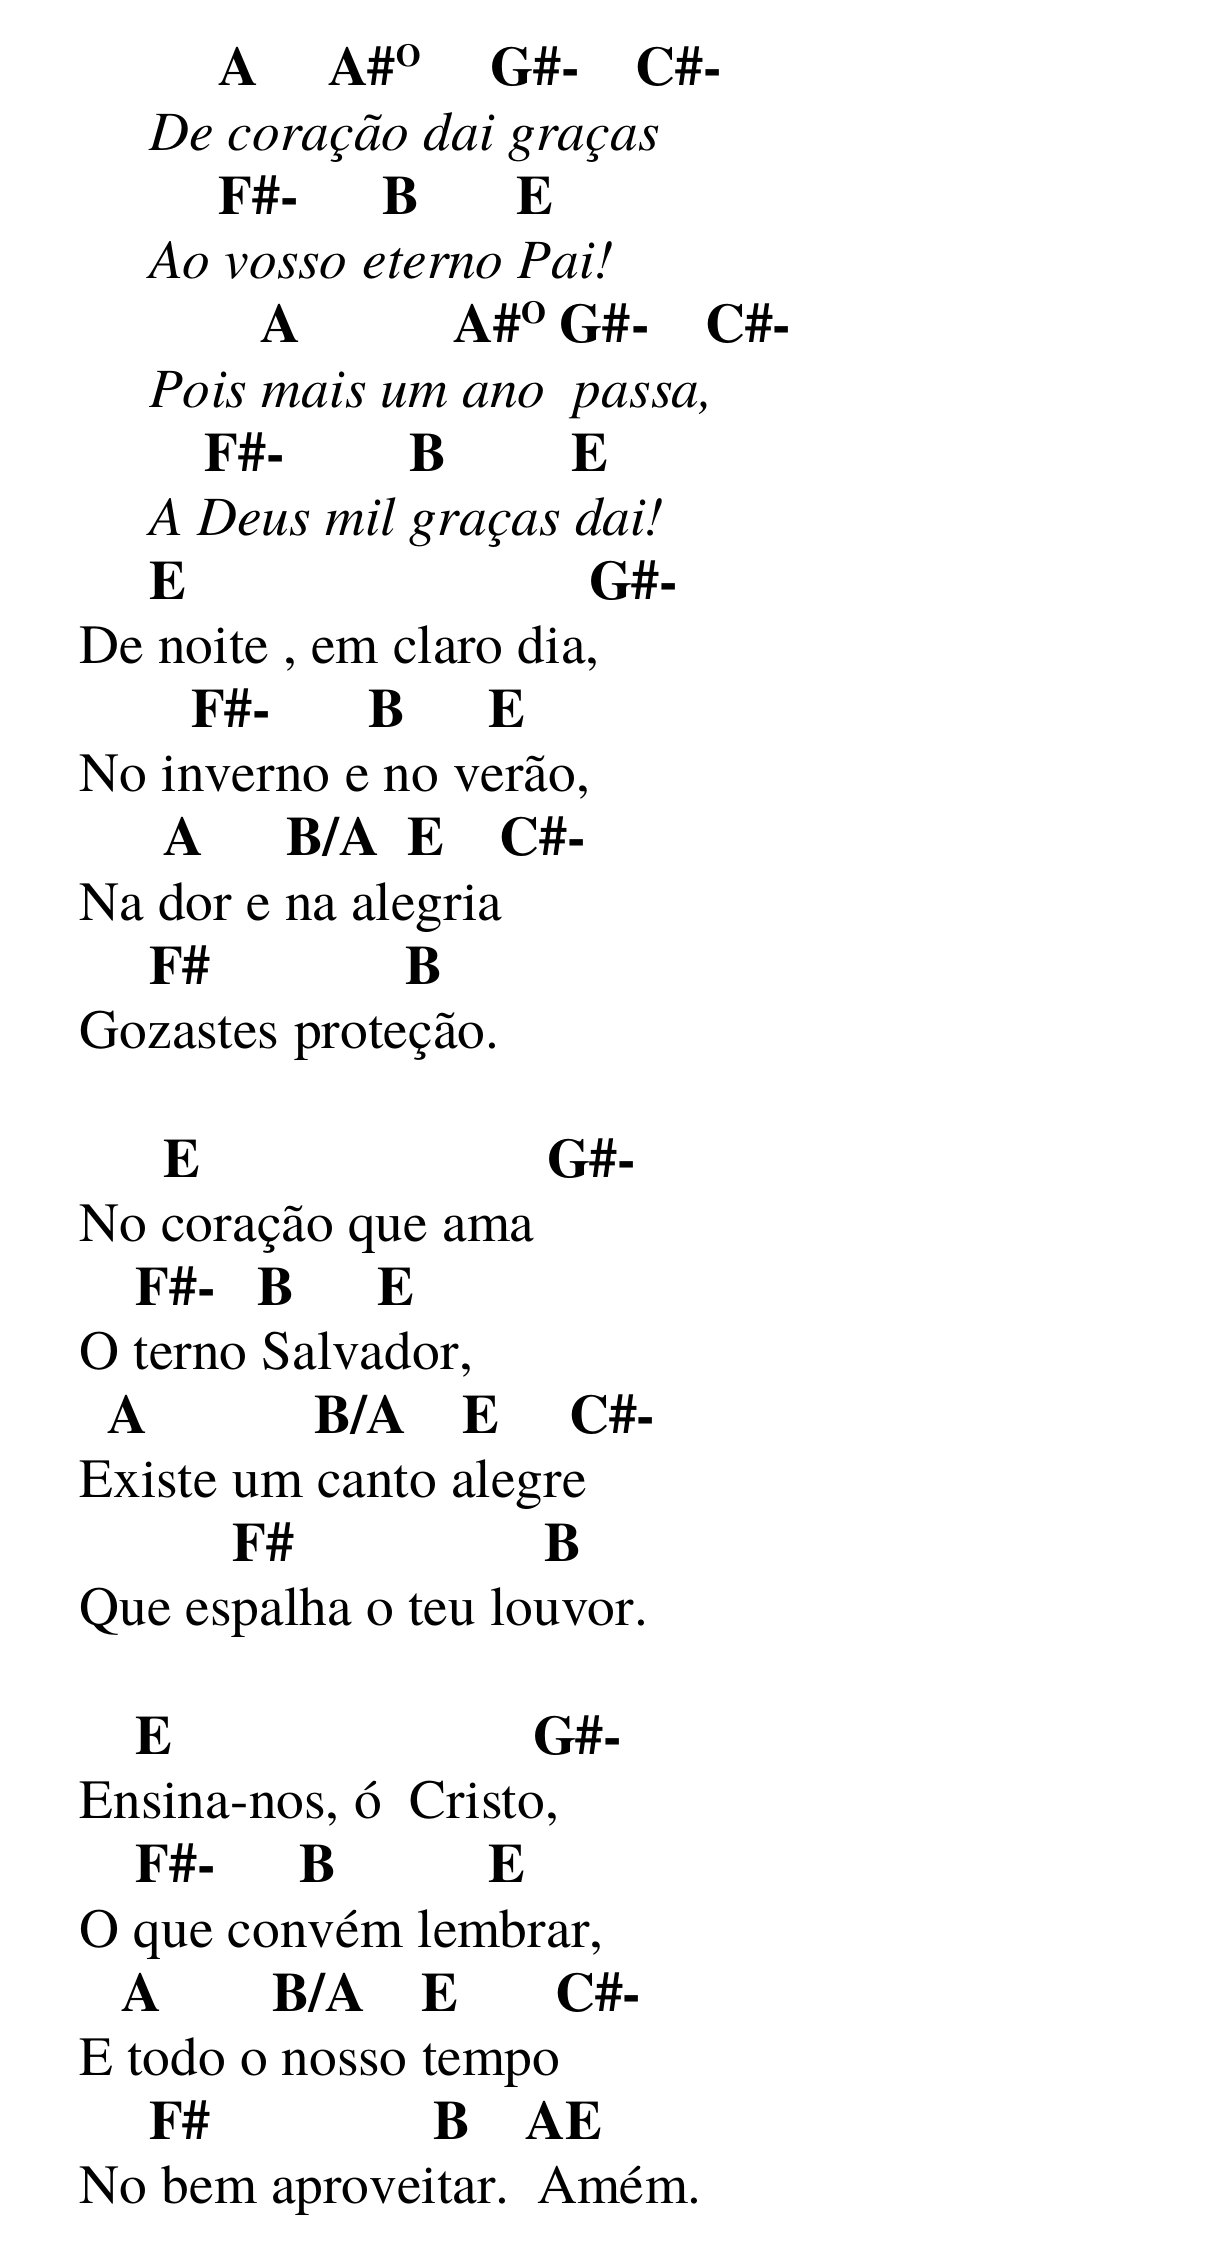 A A#º G#- C#-
De coração dai graças
F#- B E
Ao vosso eterno Pai!
A A#º G#- C#-
Pois mais um ano passa,
F#- B E
A Deus mil graças dai!
E G#-
De noite , em claro dia,
F#- B E
No inverno e no verão,
A B/A E C#-
Na dor e na alegria
F# B
Gozastes proteção.
E G#-
No coração que ama
F#- B E
O terno Salvador,
A B/A E C#-
Existe um canto alegre
F# B
Que espalha o teu louvor.
E G#-
Ensina-nos, ó Cristo,
F#- B E
O que convém lembrar,
A B/A E C#-
E todo o nosso tempo
F# B AE
No bem aproveitar. Amém.